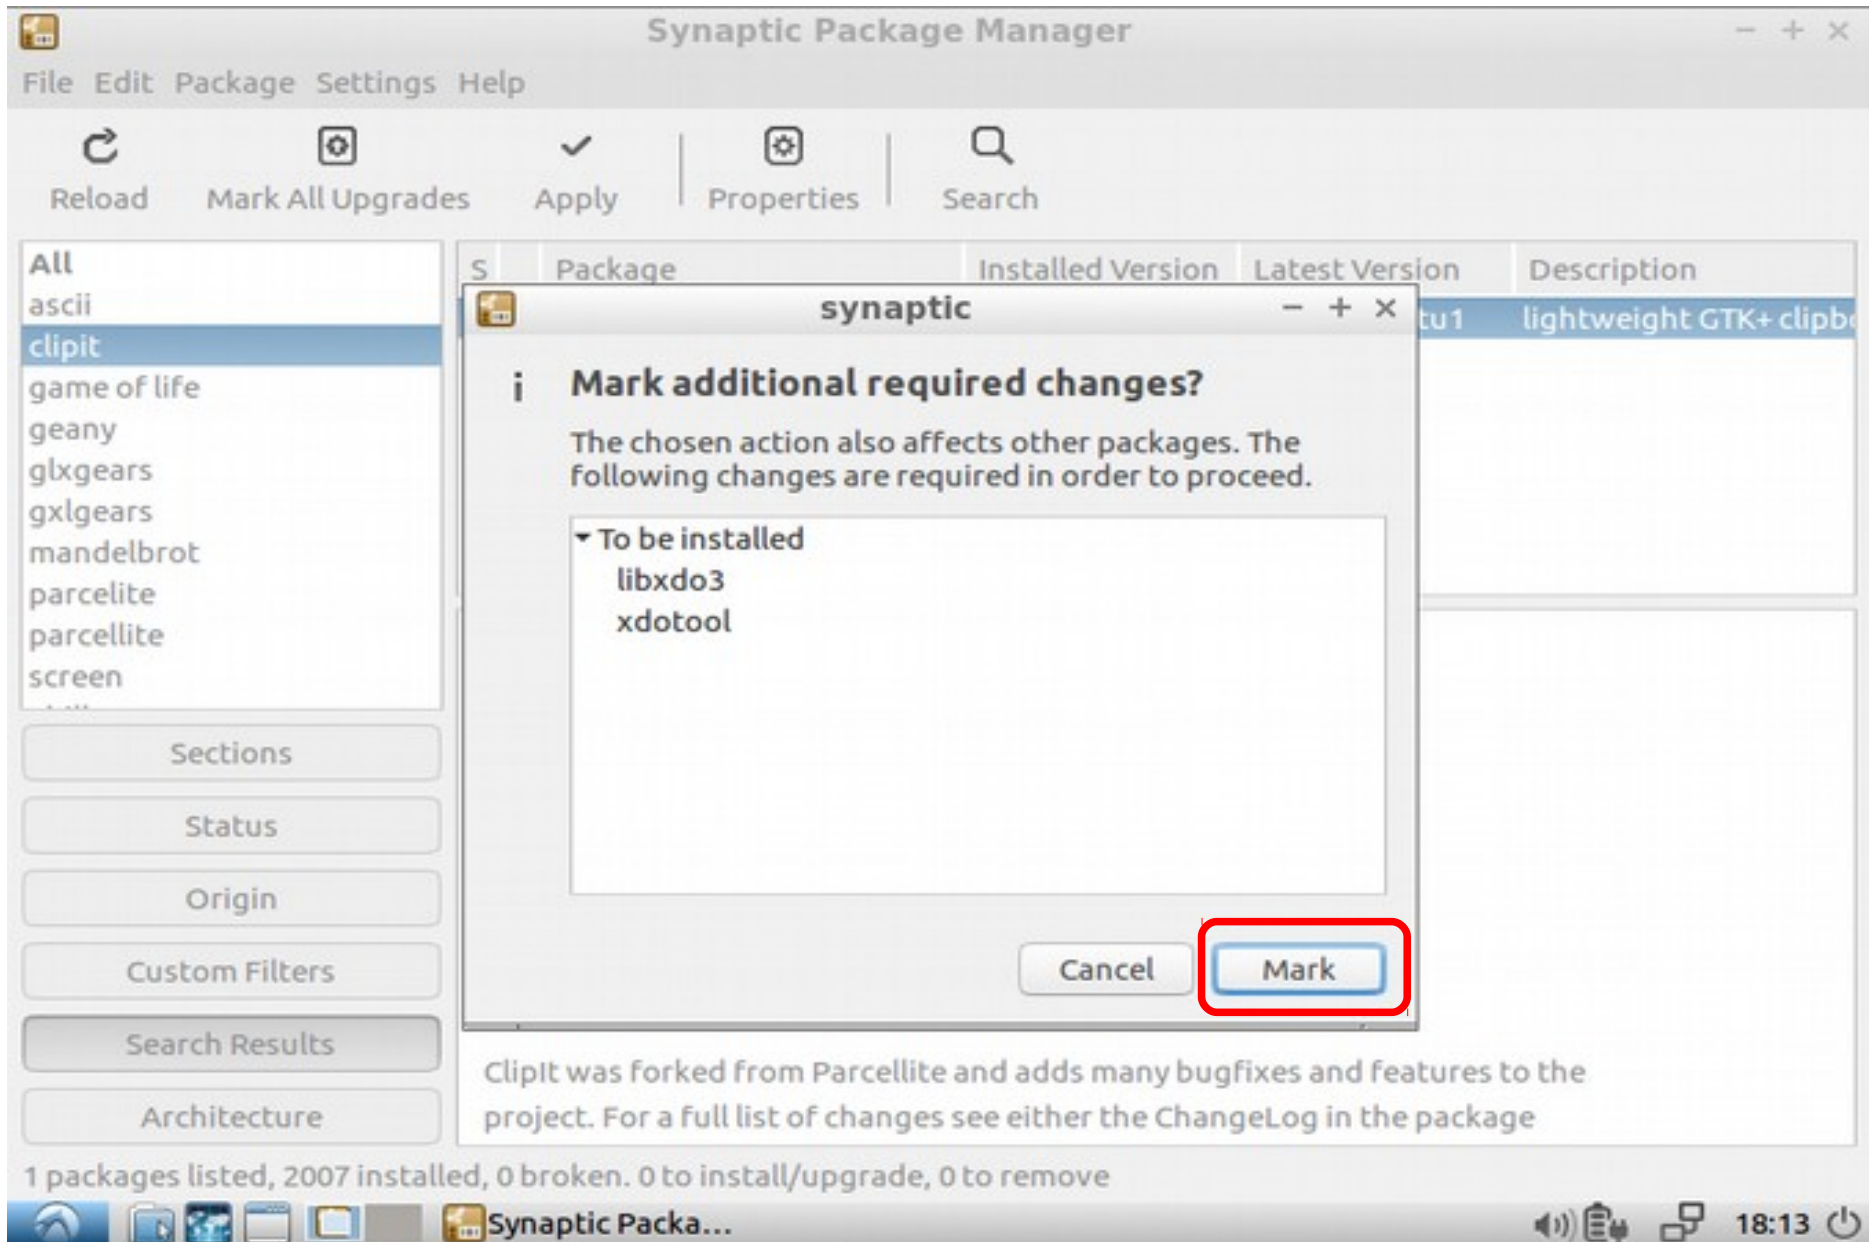 Synaptic Package Manager
File Edit Package Settings Help
Reload Mark All Upgrades Apply Properties Search
All
ascii
clipit
game of life
geany
glxgears
gxlgears
mandelbrot
parcelite
parcellite
screen
Sections
Status
Origin
Custom Filters
Search Results
Architecture
S Package Installed Version Latest Version Description
tu1 lightweight GTK+ clipb
synaptic
Mark additional required changes?
The chosen action also affects other packages. The
following changes are required in order to proceed.
To be installed
libxdo3
xdotool
Cancel Mark
ClipIt was forked from Parcellite and adds many bugfixes and features to the
project. For a full list of changes see either the ChangeLog in the package
1 packages listed, 2007 installed, 0 broken. 0 to install/upgrade, 0 to remove
Synaptic Packa...
18:13